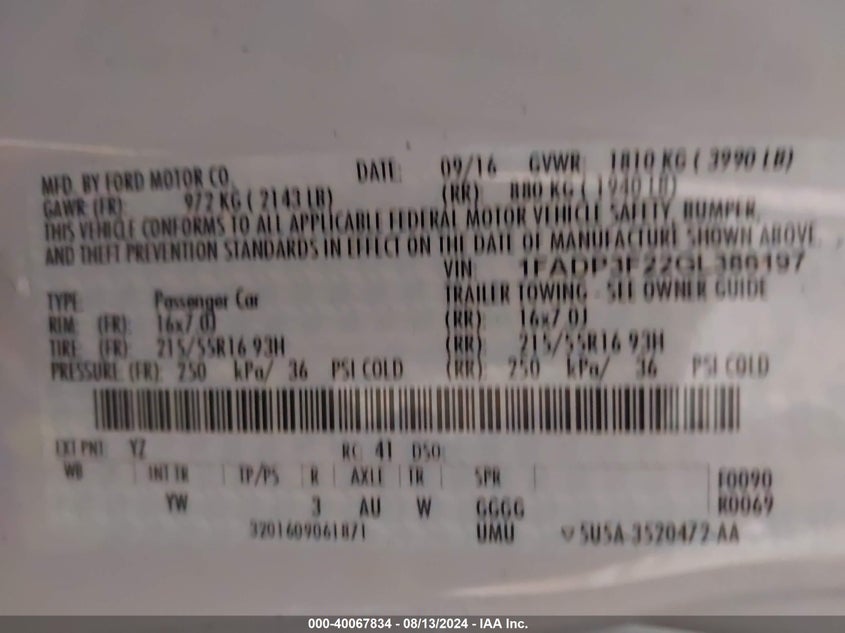 MFD. BY FORD MOTOR CO. DATE: 09/16 GVWR: 1810 KG ( 3990 LB)
GAWR (FR): 972 KG ( 2143 LB) (RR): 880 KG ( 1940 LB)
THIS VEHICLE CONFORMS TO ALL APPLICABLE FEDERAL MOTOR VEHICLE SAFETY, BUMPER,
AND THEFT PREVENTION STANDARDS IN EFFECT ON THE DATE OF MANUFACTURE SHOWN ABOVE.
VIN: 1FADP3F22GL386197
TYPE: Passenger Car TRAILER TOWING - SEE OWNER GUIDE
RIM: (FR): 16x7.0J (RR): 16x7.0J
TIRE: (FR): 215/55R16 93H (RR): 215/55R16 93H
PRESSURE: (FR): 250 kPa/ 36 PSI COLD (RR): 250 kPa/ 36 PSI COLD
EXT PNT: YZ RC: 41 DSO:
WB INT TR TP/PS R AXLE TR SPR F0090
YW 3 AU W GGGG R0069
3201609061871 UMU 5U5A-3520472-AA
000-40067834 - 08/13/2024 - IAA Inc.